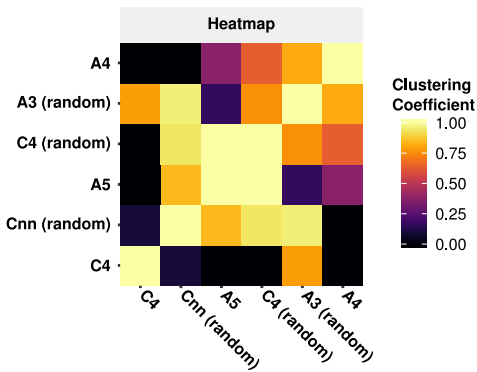 Heatmap
A4
A3 (random)
C4 (random)
A5
Cnn (random)
C4
C4
Cnn (random)
A5
C4 (random)
A3 (random)
A4
Clustering
Coefficient
1.00
0.75
0.50
0.25
0.00